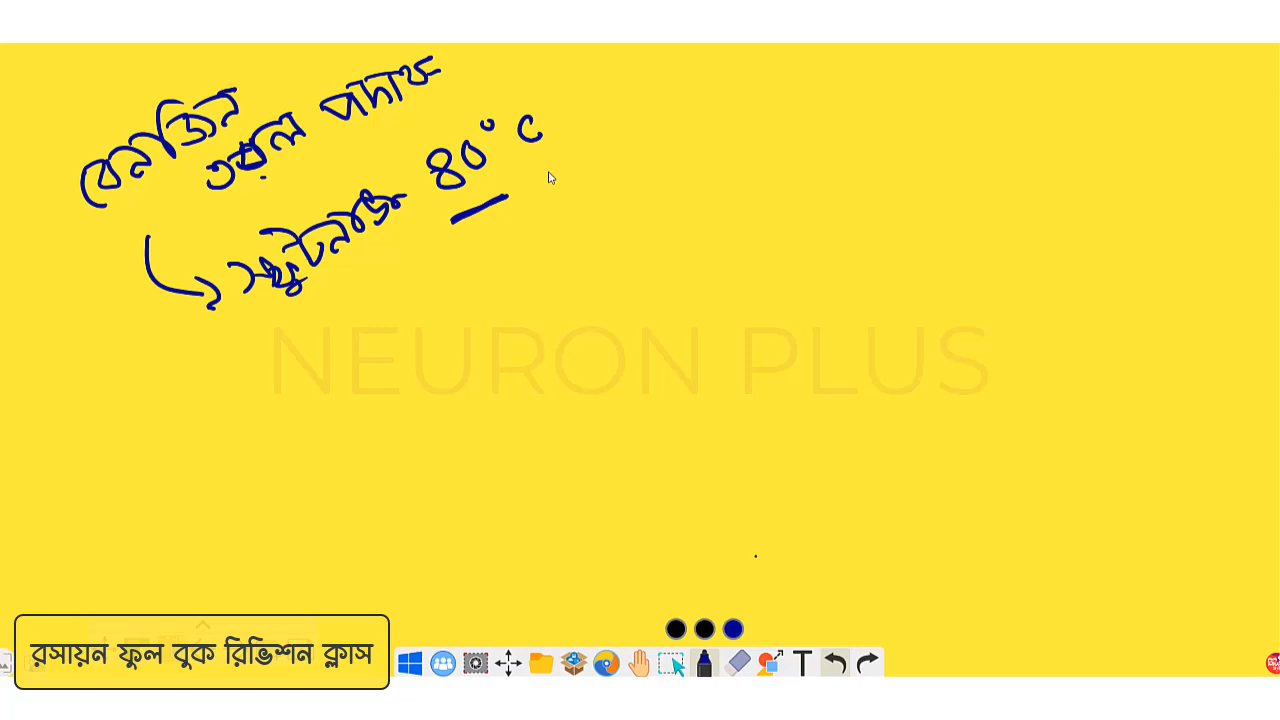 বেনজিন তরল পদার্থ
স্ফুটনাঙ্ক 80° C
NEURON PLUS
রসায়ন ফুল বুক রিভিশন ক্লাস
T